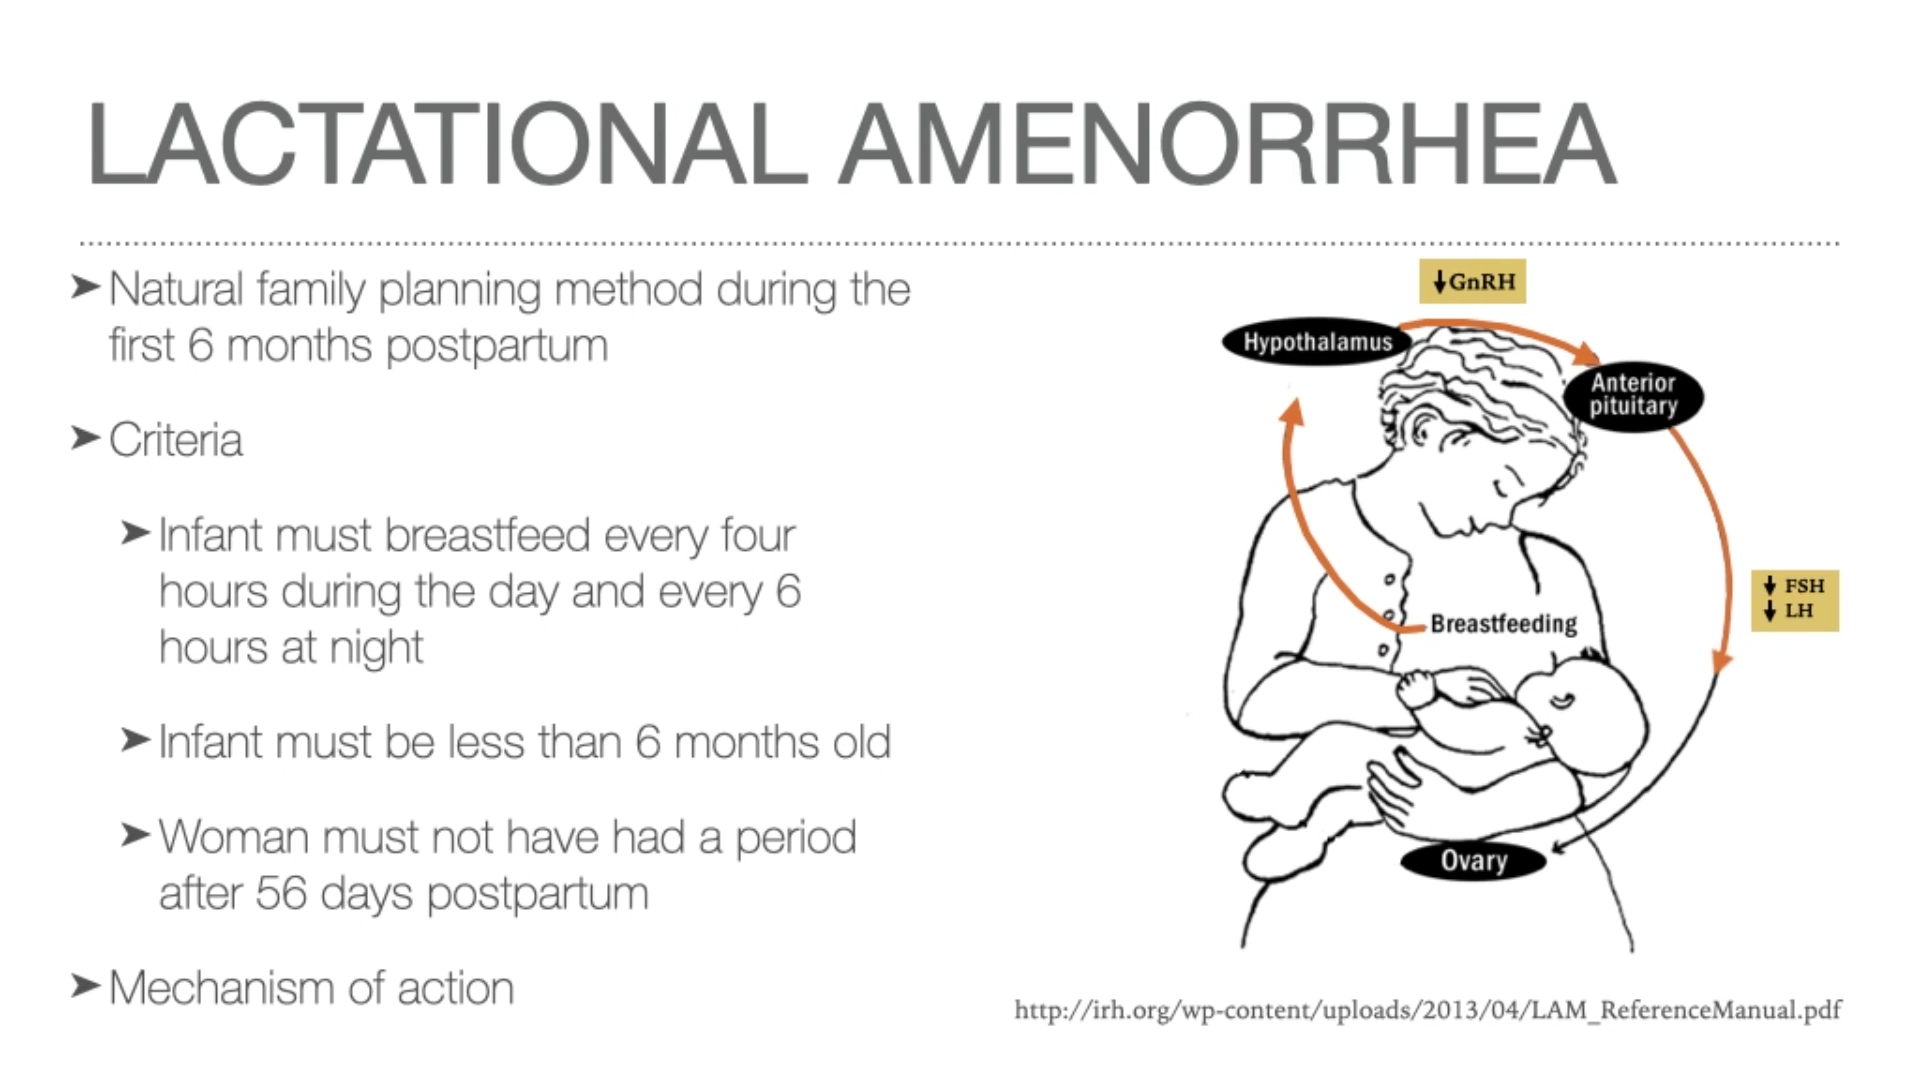 LACTATIONAL AMENORRHEA
➤ Natural family planning method during the
first 6 months postpartum
➤ Criteria
➤ Infant must breastfeed every four
hours during the day and every 6
hours at night
➤ Infant must be less than 6 months old
➤ Woman must not have had a period
after 56 days postpartum
➤ Mechanism of action
↓GnRH
Hypothalamus
Anterior
pituitary
↓ FSH
↓ LH
Breastfeeding
Ovary
http://irh.org/wp-content/uploads/2013/04/LAM_ReferenceManual.pdf